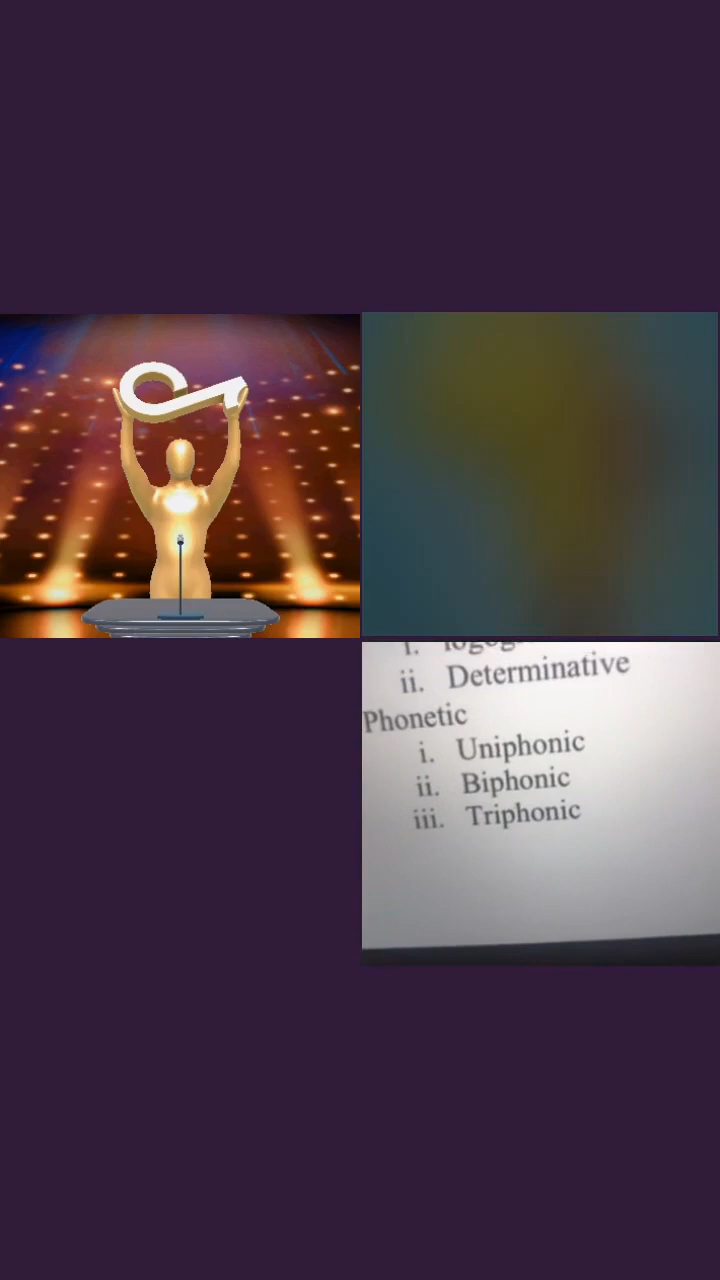 i.
ii. Determinative
Phonetic
i. Uniphonic
ii. Biphonic
iii. Triphonic